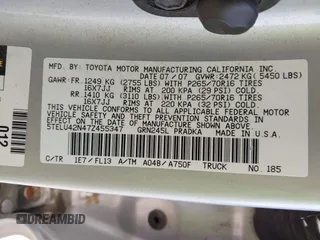 MFD. BY: TOYOTA MOTOR MANUFACTURING CALIFORNIA INC.
DATE 07/07 GVWR: 2472 KG( 5450 LBS)
GAWR: FR. 1249 KG (2755 LBS) WITH P265/70R16 TIRES
16X7JJ RIMS AT 200 KPA (29 PSI) COLD
RR. 1410 KG (3110 LBS) WITH P265/70R16 TIRES
16X7JJ RIMS AT 220 KPA (32 PSI) COLD
THIS VEHICLE CONFORMS TO ALL APPLICABLE FEDERAL MOTOR
VEHICLE SAFETY STANDARDS IN EFFECT ON THE DATE OF
MANUFACTURE SHOWN ABOVE.
5TELU42N47Z455347 GRN245L PRADKA MADE IN U.S.A.
C/TR 1E7/FL13 A/TM A04B/A750F TRUCK NO. 185
DREAMBID